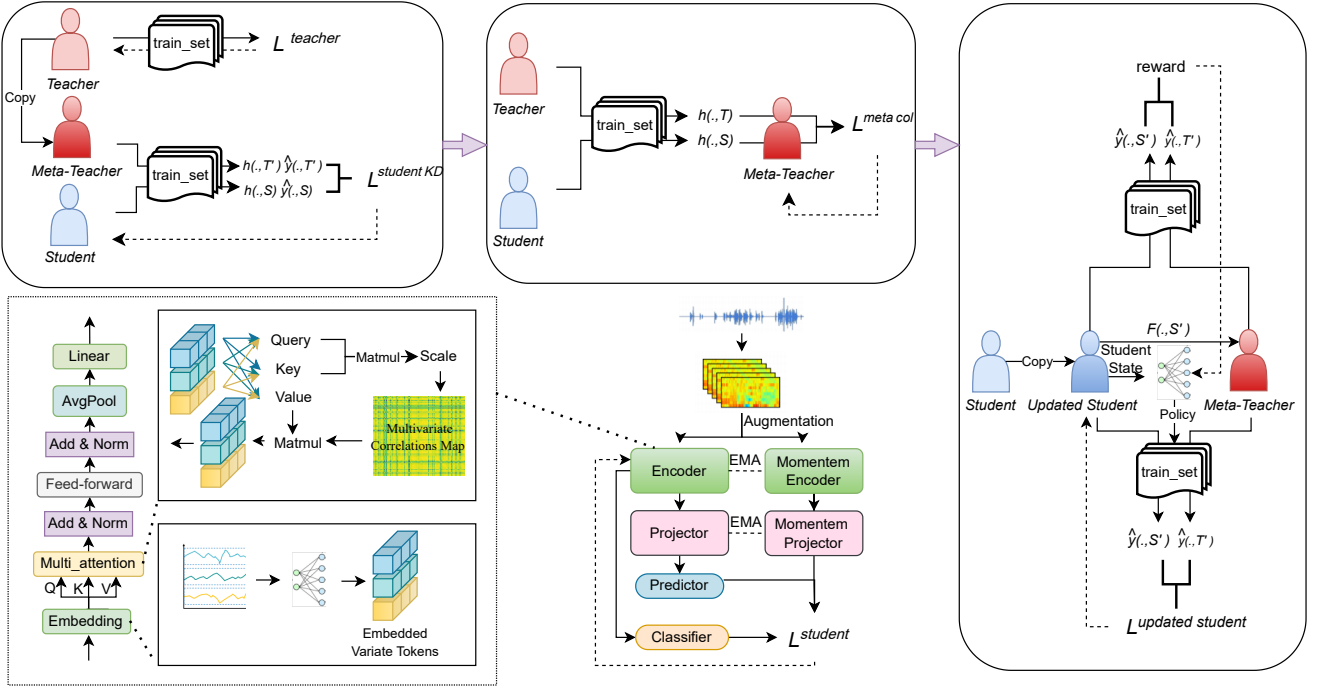 train_set
L teacher
Teacher
Copy
Meta-Teacher
train_set
h(.,T') ŷ(.,T')
h(.,S) ŷ(.,S)
L student KD
Student
Teacher
train_set
h(.,T)
h(.,S)
L meta col
Meta-Teacher
Student
reward
ŷ(.,S') ŷ(.,T')
train_set
F(.,S')
Copy
Student
State
Student
Updated Student
Policy
Meta-Teacher
train_set
ŷ(.,S') ŷ(.,T')
L updated student
Linear
AvgPool
Add & Norm
Feed-forward
Add & Norm
Multi_attention
Q K V
Embedding
Query
Key
Value
Matmul
Scale
Multivariate
Correlations Map
Matmul
Embedded
Variate Tokens
Augmentation
Encoder
EMA
Momentem
Encoder
Projector
EMA
Momentem
Projector
Predictor
Classifier
L student